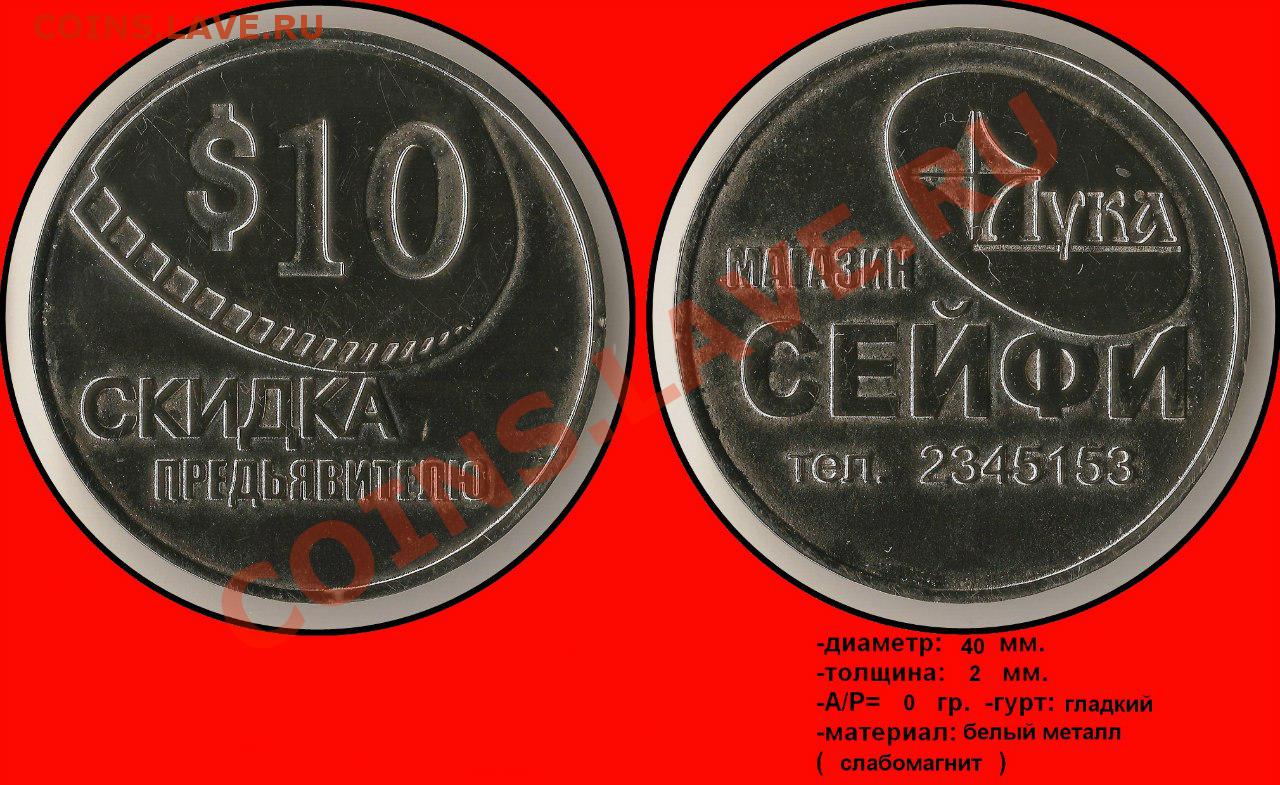 COINS.LAVE.RU
$10
СКИДКА
ПРЕДЬЯВИТЕЛЮ
Лука
МАГАЗИН
СЕЙФИ
тел. 2345153
COINS.LAVE.RU
-диаметр: 40 мм.
-толщина: 2 мм.
-А/Р= 0 гр. -гурт: гладкий
-материал: белый металл
( слабомагнит )